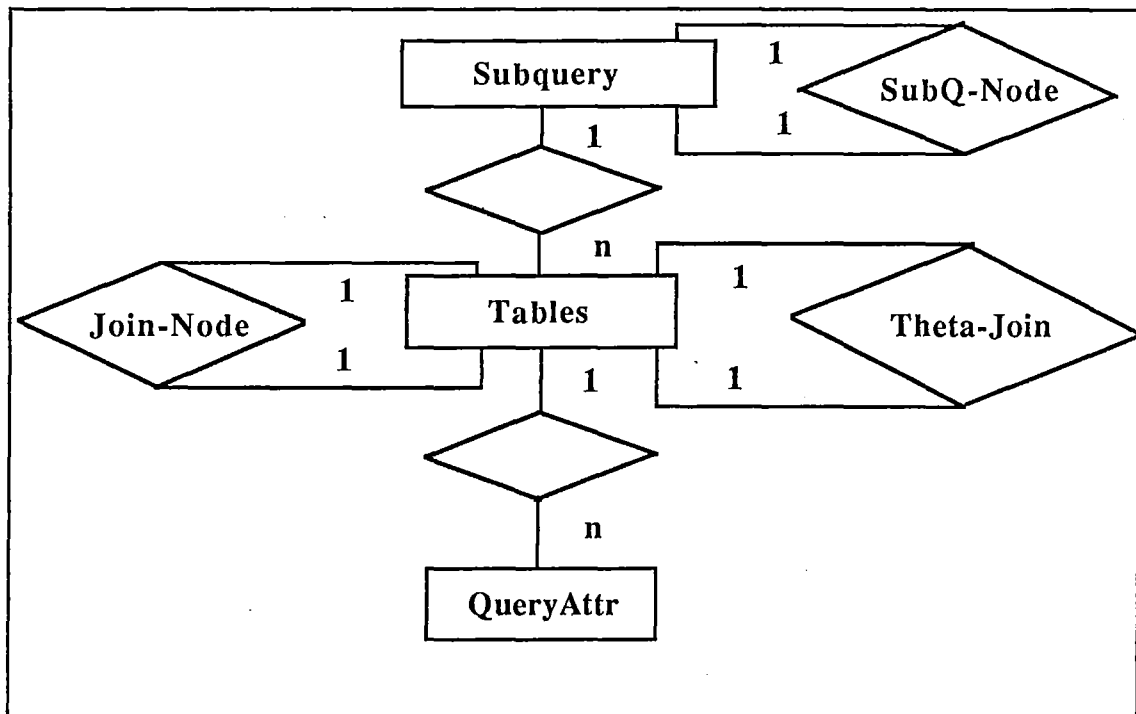 Subquery
1
SubQ-Node
1
1
n
1
1
Join-Node
Tables
Theta-Join
1
1
1
n
QueryAttr